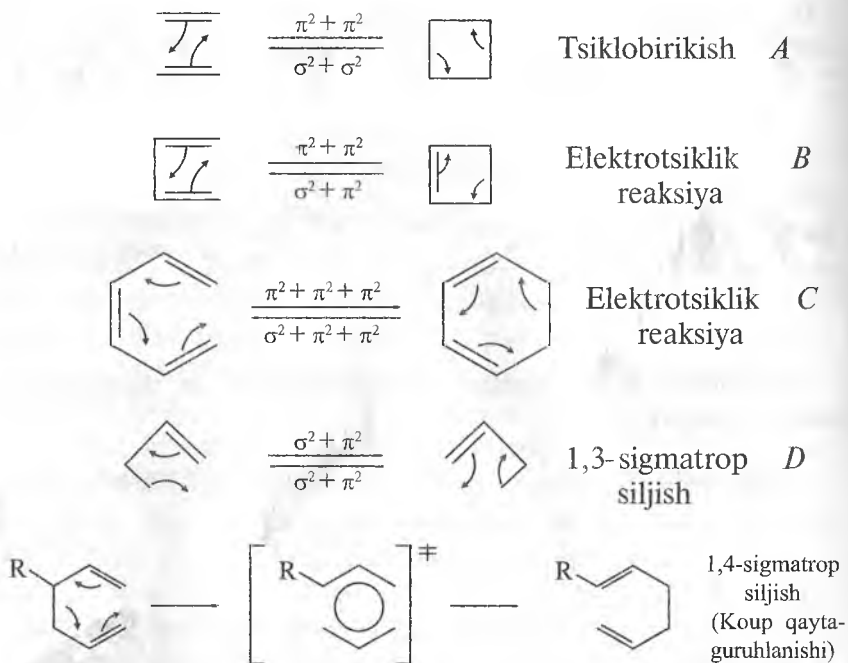 π² + π²
σ² + σ²
Tsiklobirikish A
π² + π²
σ² + π²
Elektrotsiklik B
reaksiya
π² + π² + π²
σ² + π² + π²
Elektrotsiklik C
reaksiya
σ² + π²
σ² + π²
1,3-sigmatrop D
siljish
R
R
≠
R
1,4-sigmatrop
siljish
(Koup qayta-
guruhlanishi)